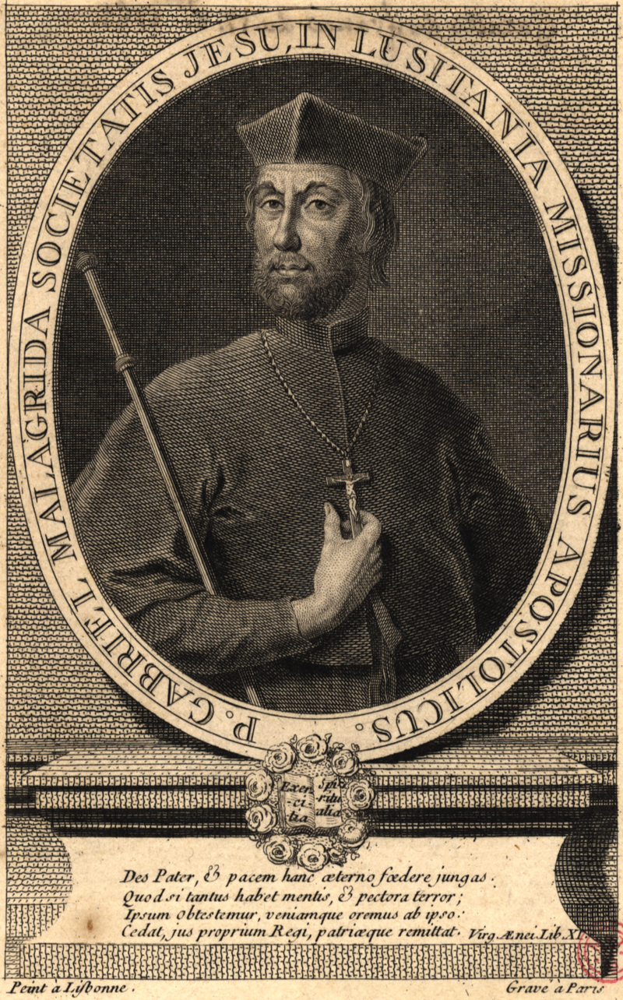 P. GABRIEL MALAGRIDA SOCIETATIS JESU, IN LUSITANIA MISSIONARIUS APOSTOLICUS.
Exer Spi-
-ci- ritu
tia alia
Des Pater, & pacem hanc æterno fœdere jungas.
Quod si tantus habet mentis, & pectora terror;
Ipsum obtestemur, veniamque oremus ab ipso:
Cedat, jus proprium Regi, patriæque remittat. Virg. Ænei. Lib. XI.
Peint à Lisbonne.
Gravé à Paris